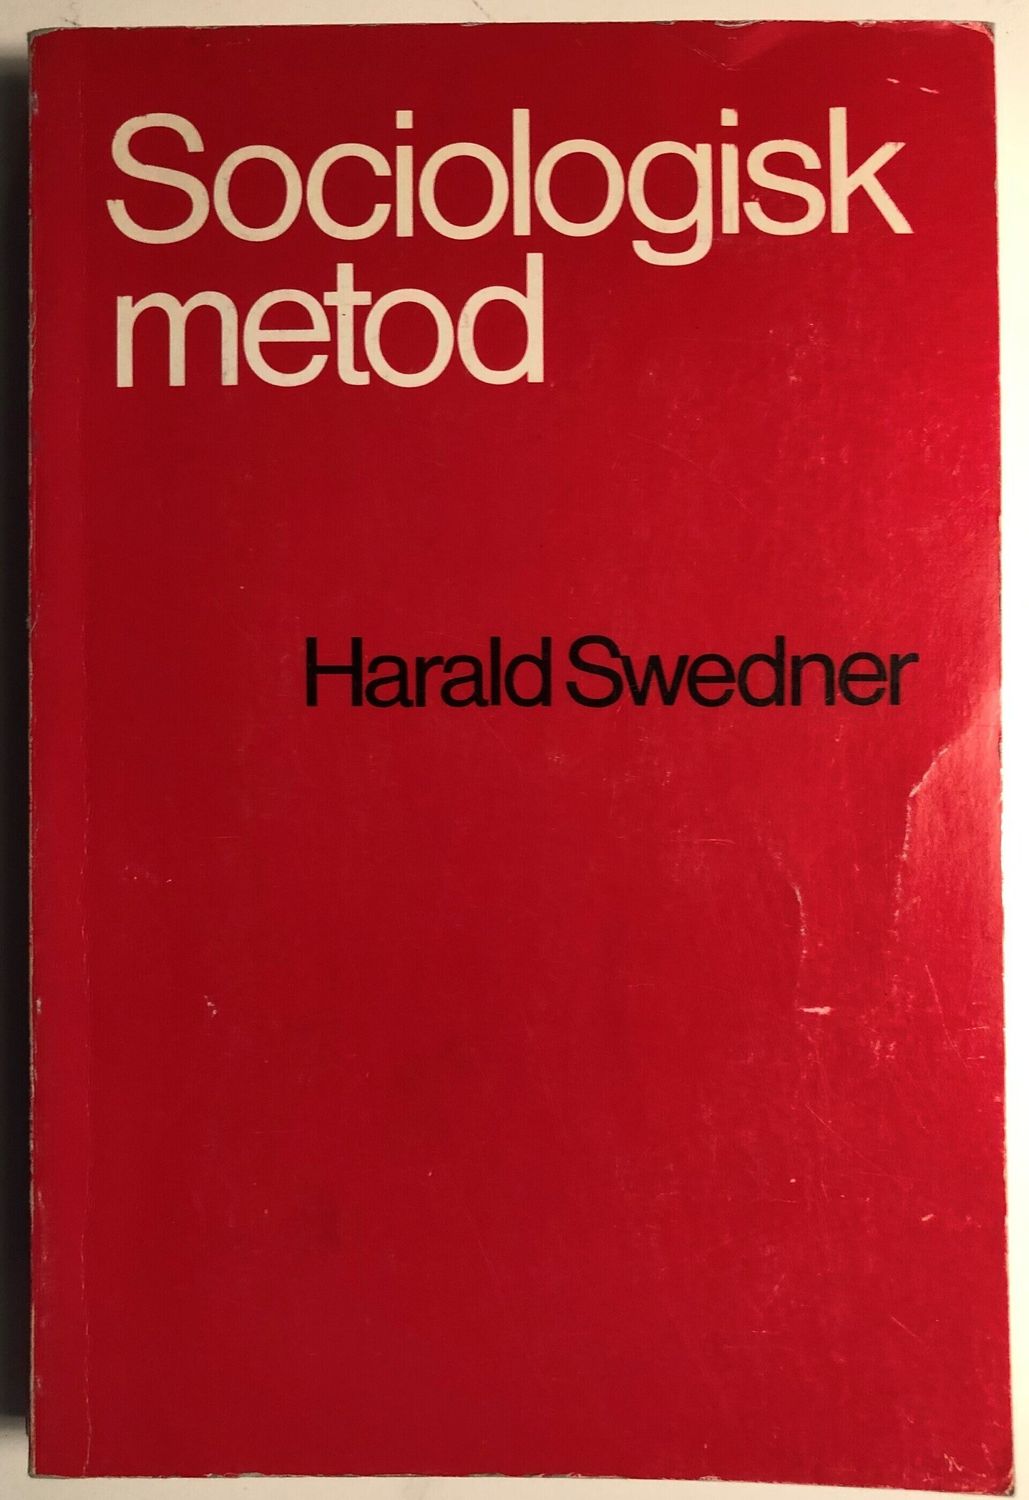 Sociologisk
metod
Harald Swedner